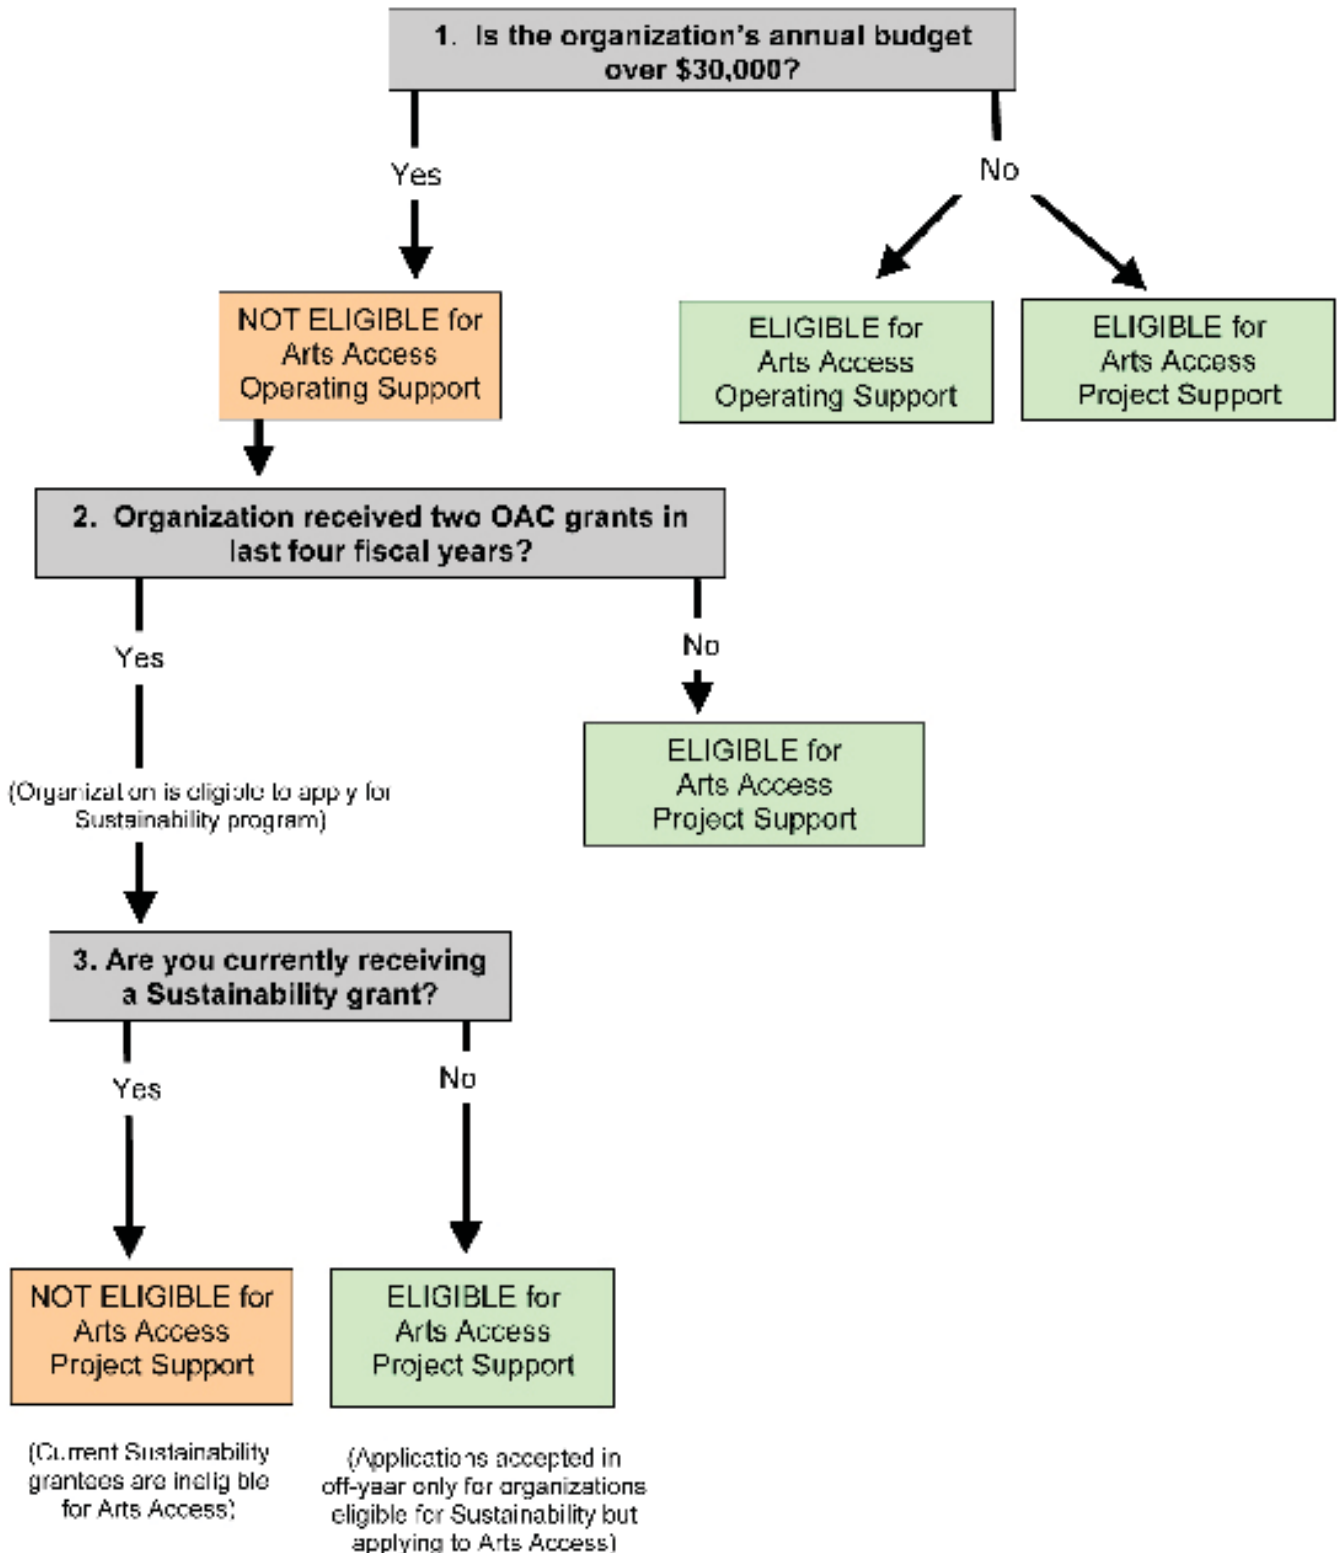 1. Is the organization's annual budget
over $30,000?
Yes
No
NOT ELIGIBLE for
Arts Access
Operating Support
ELIGIBLE for
Arts Access
Operating Support
ELIGIBLE for
Arts Access
Project Support
2. Organization received two OAC grants in
last four fiscal years?
Yes
No
(Organization is eligible to apply for
Sustainability program)
ELIGIBLE for
Arts Access
Project Support
3. Are you currently receiving
a Sustainability grant?
Yes
No
NOT ELIGIBLE for
Arts Access
Project Support
ELIGIBLE for
Arts Access
Project Support
(Current Sustainability
grantees are ineligible
for Arts Access)
(Applications accepted in
off-year only for organizations
eligible for Sustainability but
applying to Arts Access)